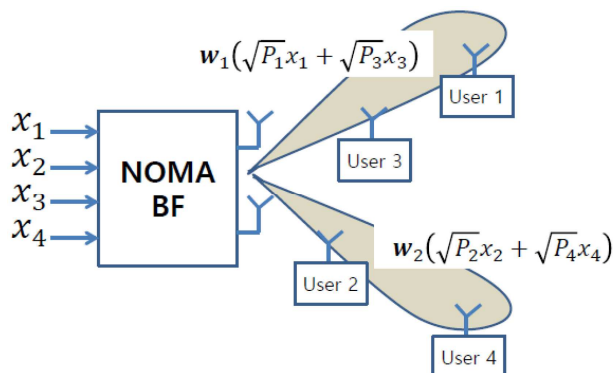 𝒘₁(√P₁x₁ + √P₃x₃)
User 1
User 3
x₁
x₂
x₃
x₄
NOMA
BF
𝒘₂(√P₂x₂ + √P₄x₄)
User 2
User 4